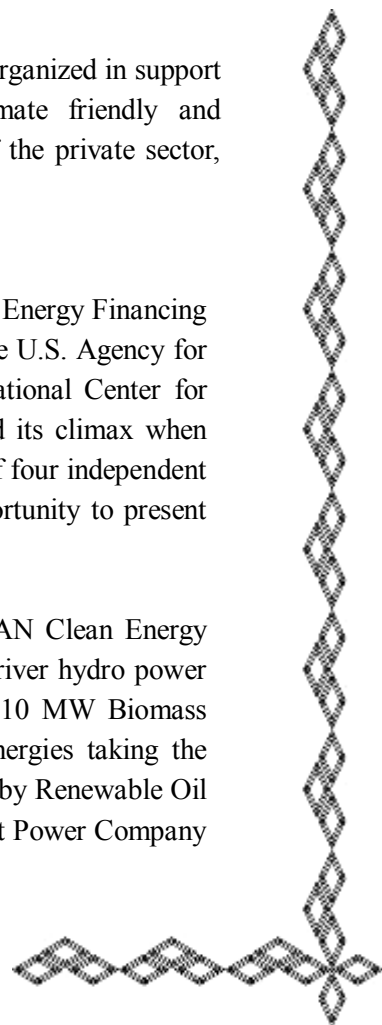 rganized in support
mate friendly and
the private sector,
Energy Financing
e U.S. Agency for
ational Center for
d its climax when
f four independent
ortunity to present
AN Clean Energy
river hydro power
10 MW Biomass
nergies taking the
by Renewable Oil
t Power Company